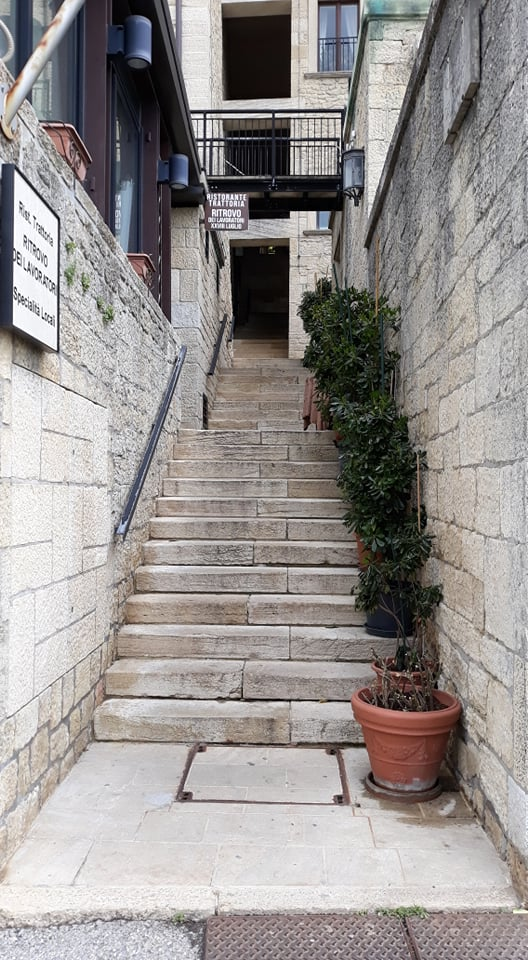 Rist. Trattoria
RITROVO
DEI LAVORATORI
Specialità Locali
RISTORANTE
TRATTORIA
RITROVO
DEI LAVORATORI
XXVIII LUGLIO